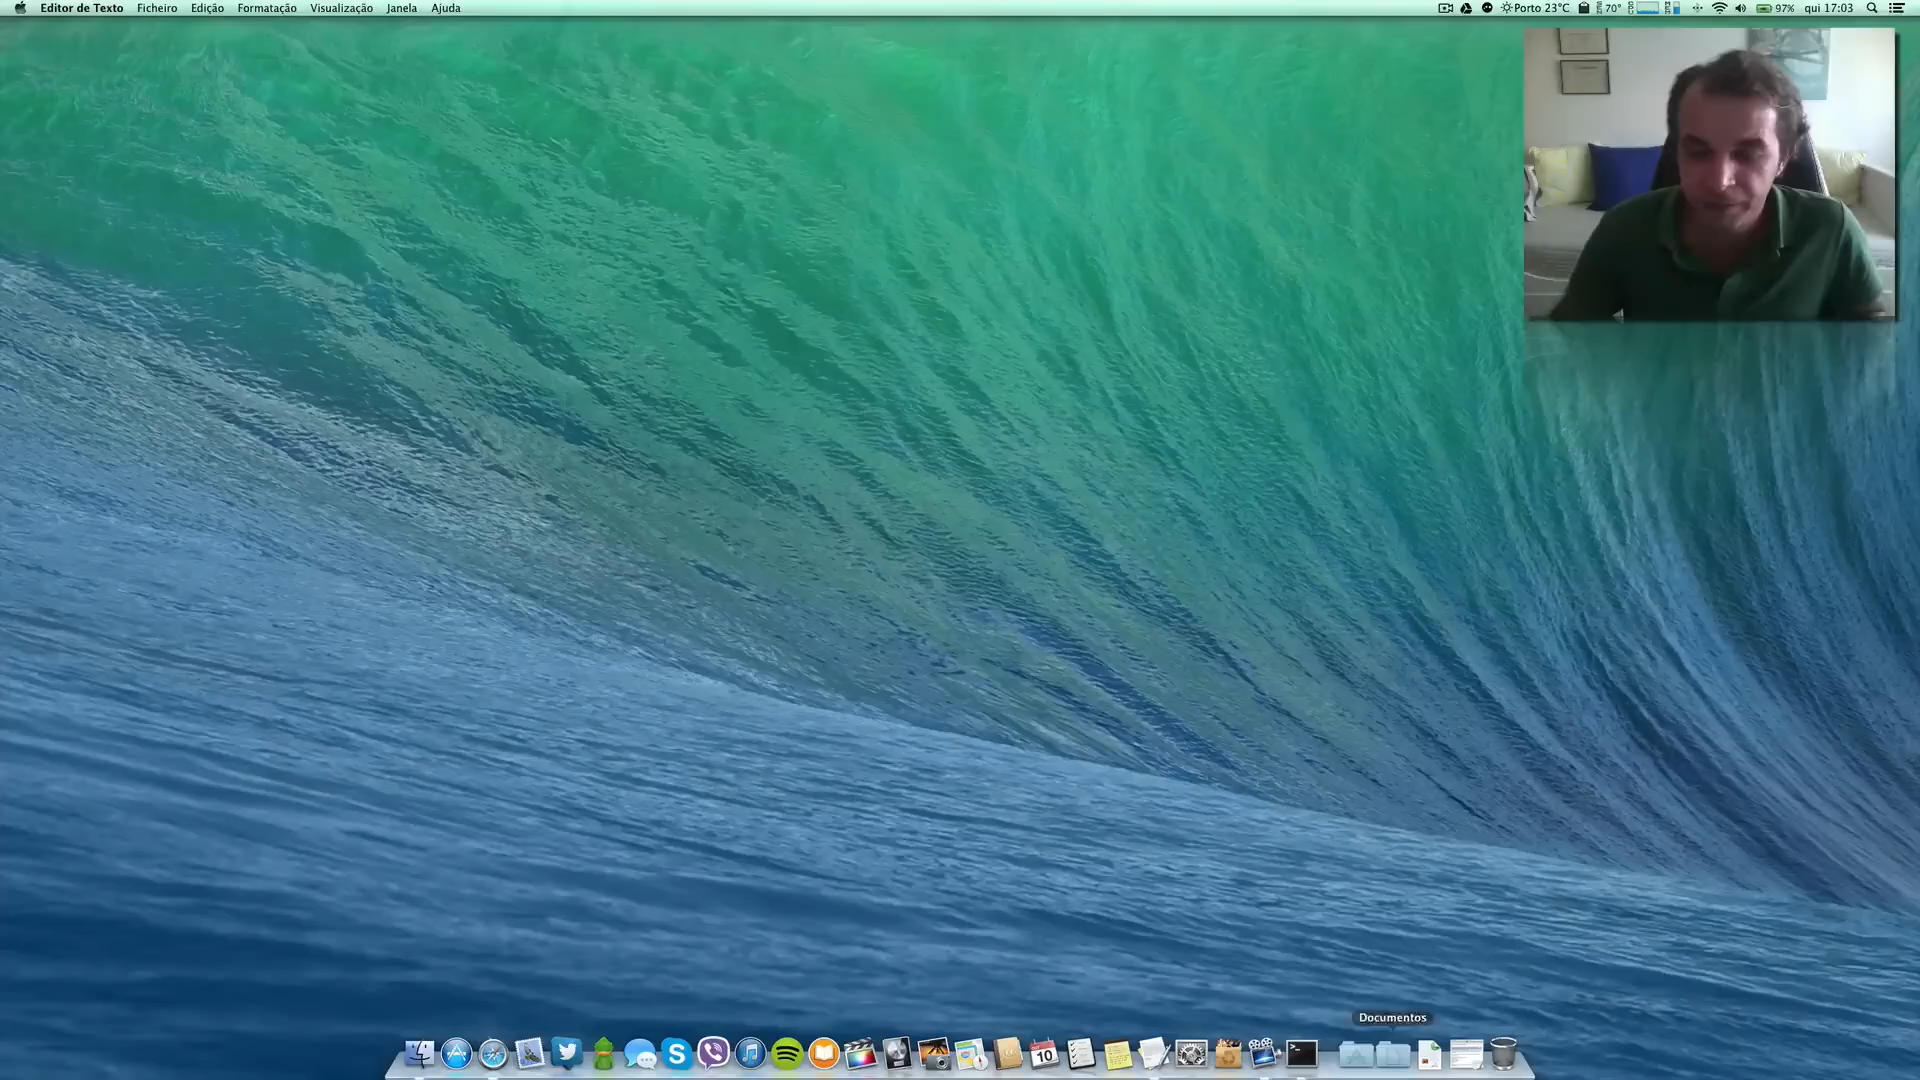 Editor de Texto Ficheiro Edição Formatação Visualização Janela Ajuda Porto 23°C 70° 97% qui 17:03
Documentos
10